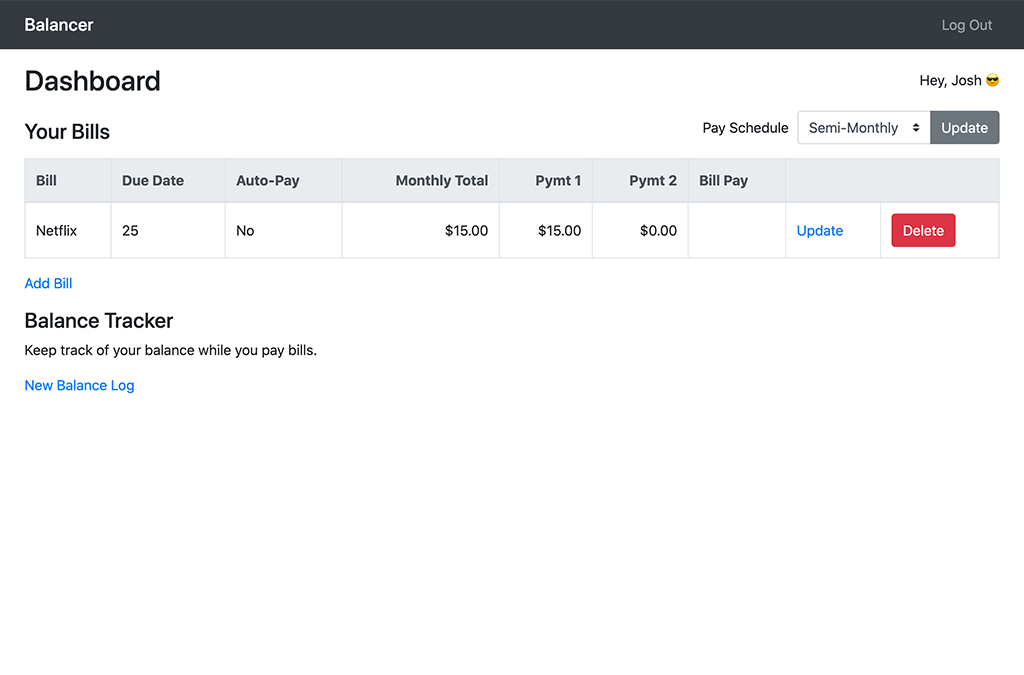 Balancer Log Out
Dashboard Hey, Josh 😎
Your Bills Pay Schedule Semi-Monthly Update
Bill Due Date Auto-Pay Monthly Total Pymt 1 Pymt 2 Bill Pay
Netflix 25 No $15.00 $15.00 $0.00 Update Delete
Add Bill
Balance Tracker
Keep track of your balance while you pay bills.
New Balance Log